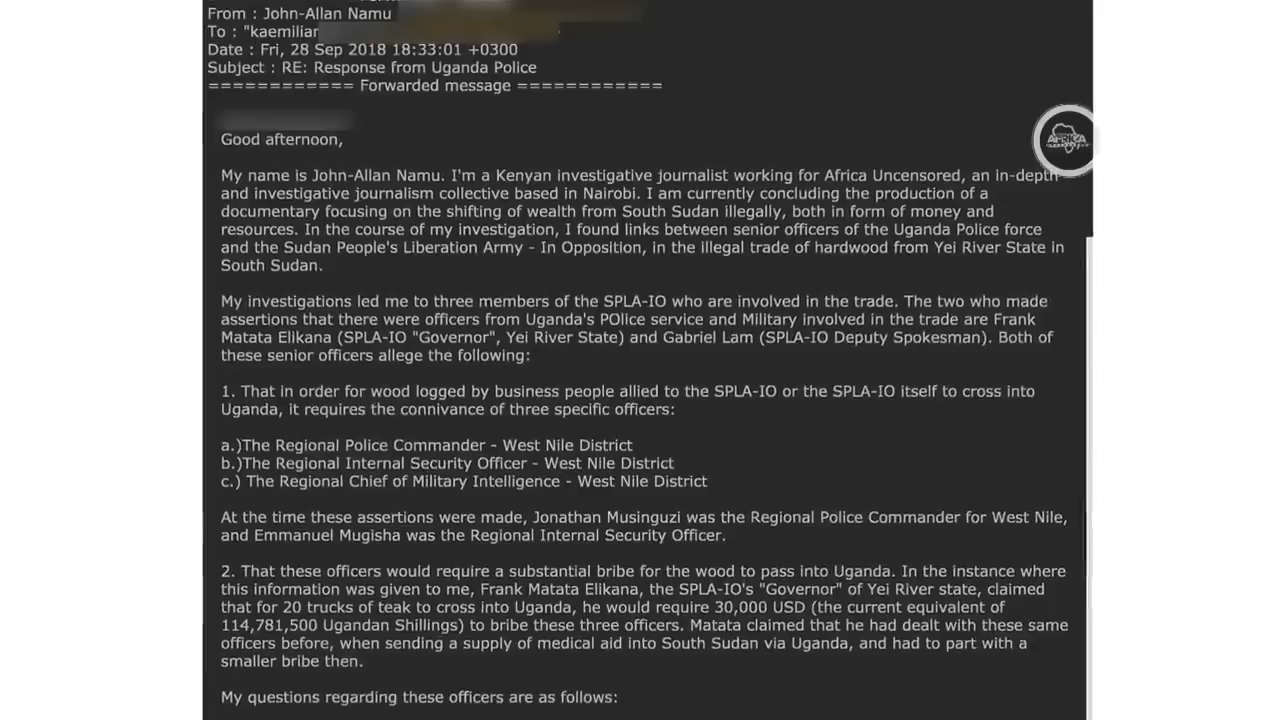 From : John-Allan Namu
To : "kaemilian
Date : Fri, 28 Sep 2018 18:33:01 +0300
Subject : RE: Response from Uganda Police
============ Forwarded message ============
Good afternoon,
My name is John-Allan Namu. I'm a Kenyan investigative journalist working for Africa Uncensored, an in-depth
and investigative journalism collective based in Nairobi. I am currently concluding the production of a
documentary focusing on the shifting of wealth from South Sudan illegally, both in form of money and
resources. In the course of my investigation, I found links between senior officers of the Uganda Police force
and the Sudan People's Liberation Army - In Opposition, in the illegal trade of hardwood from Yei River State in
South Sudan.
My investigations led me to three members of the SPLA-IO who are involved in the trade. The two who made
assertions that there were officers from Uganda's POlice service and Military involved in the trade are Frank
Matata Elikana (SPLA-IO "Governor", Yei River State) and Gabriel Lam (SPLA-IO Deputy Spokesman). Both of
these senior officers allege the following:
1. That in order for wood logged by business people allied to the SPLA-IO or the SPLA-IO itself to cross into
Uganda, it requires the connivance of three specific officers:
a.)The Regional Police Commander - West Nile District
b.)The Regional Internal Security Officer - West Nile District
c.) The Regional Chief of Military Intelligence - West Nile District
At the time these assertions were made, Jonathan Musinguzi was the Regional Police Commander for West Nile,
and Emmanuel Mugisha was the Regional Internal Security Officer.
2. That these officers would require a substantial bribe for the wood to pass into Uganda. In the instance where
this information was given to me, Frank Matata Elikana, the SPLA-IO's "Governor" of Yei River state, claimed
that for 20 trucks of teak to cross into Uganda, he would require 30,000 USD (the current equivalent of
114,781,500 Ugandan Shillings) to bribe these three officers. Matata claimed that he had dealt with these same
officers before, when sending a supply of medical aid into South Sudan via Uganda, and had to part with a
smaller bribe then.
My questions regarding these officers are as follows:
AFRICA